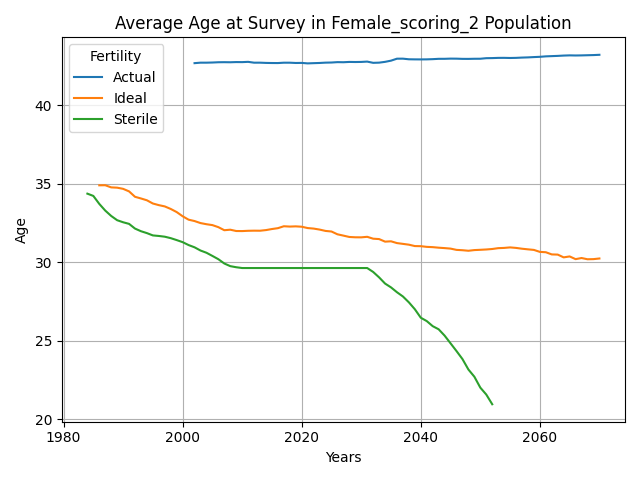 Average Age at Survey in Female_scoring_2 Population
Fertility
Actual
Ideal
Sterile
Age
40
35
30
25
20
1980
2000
2020
2040
2060
Years